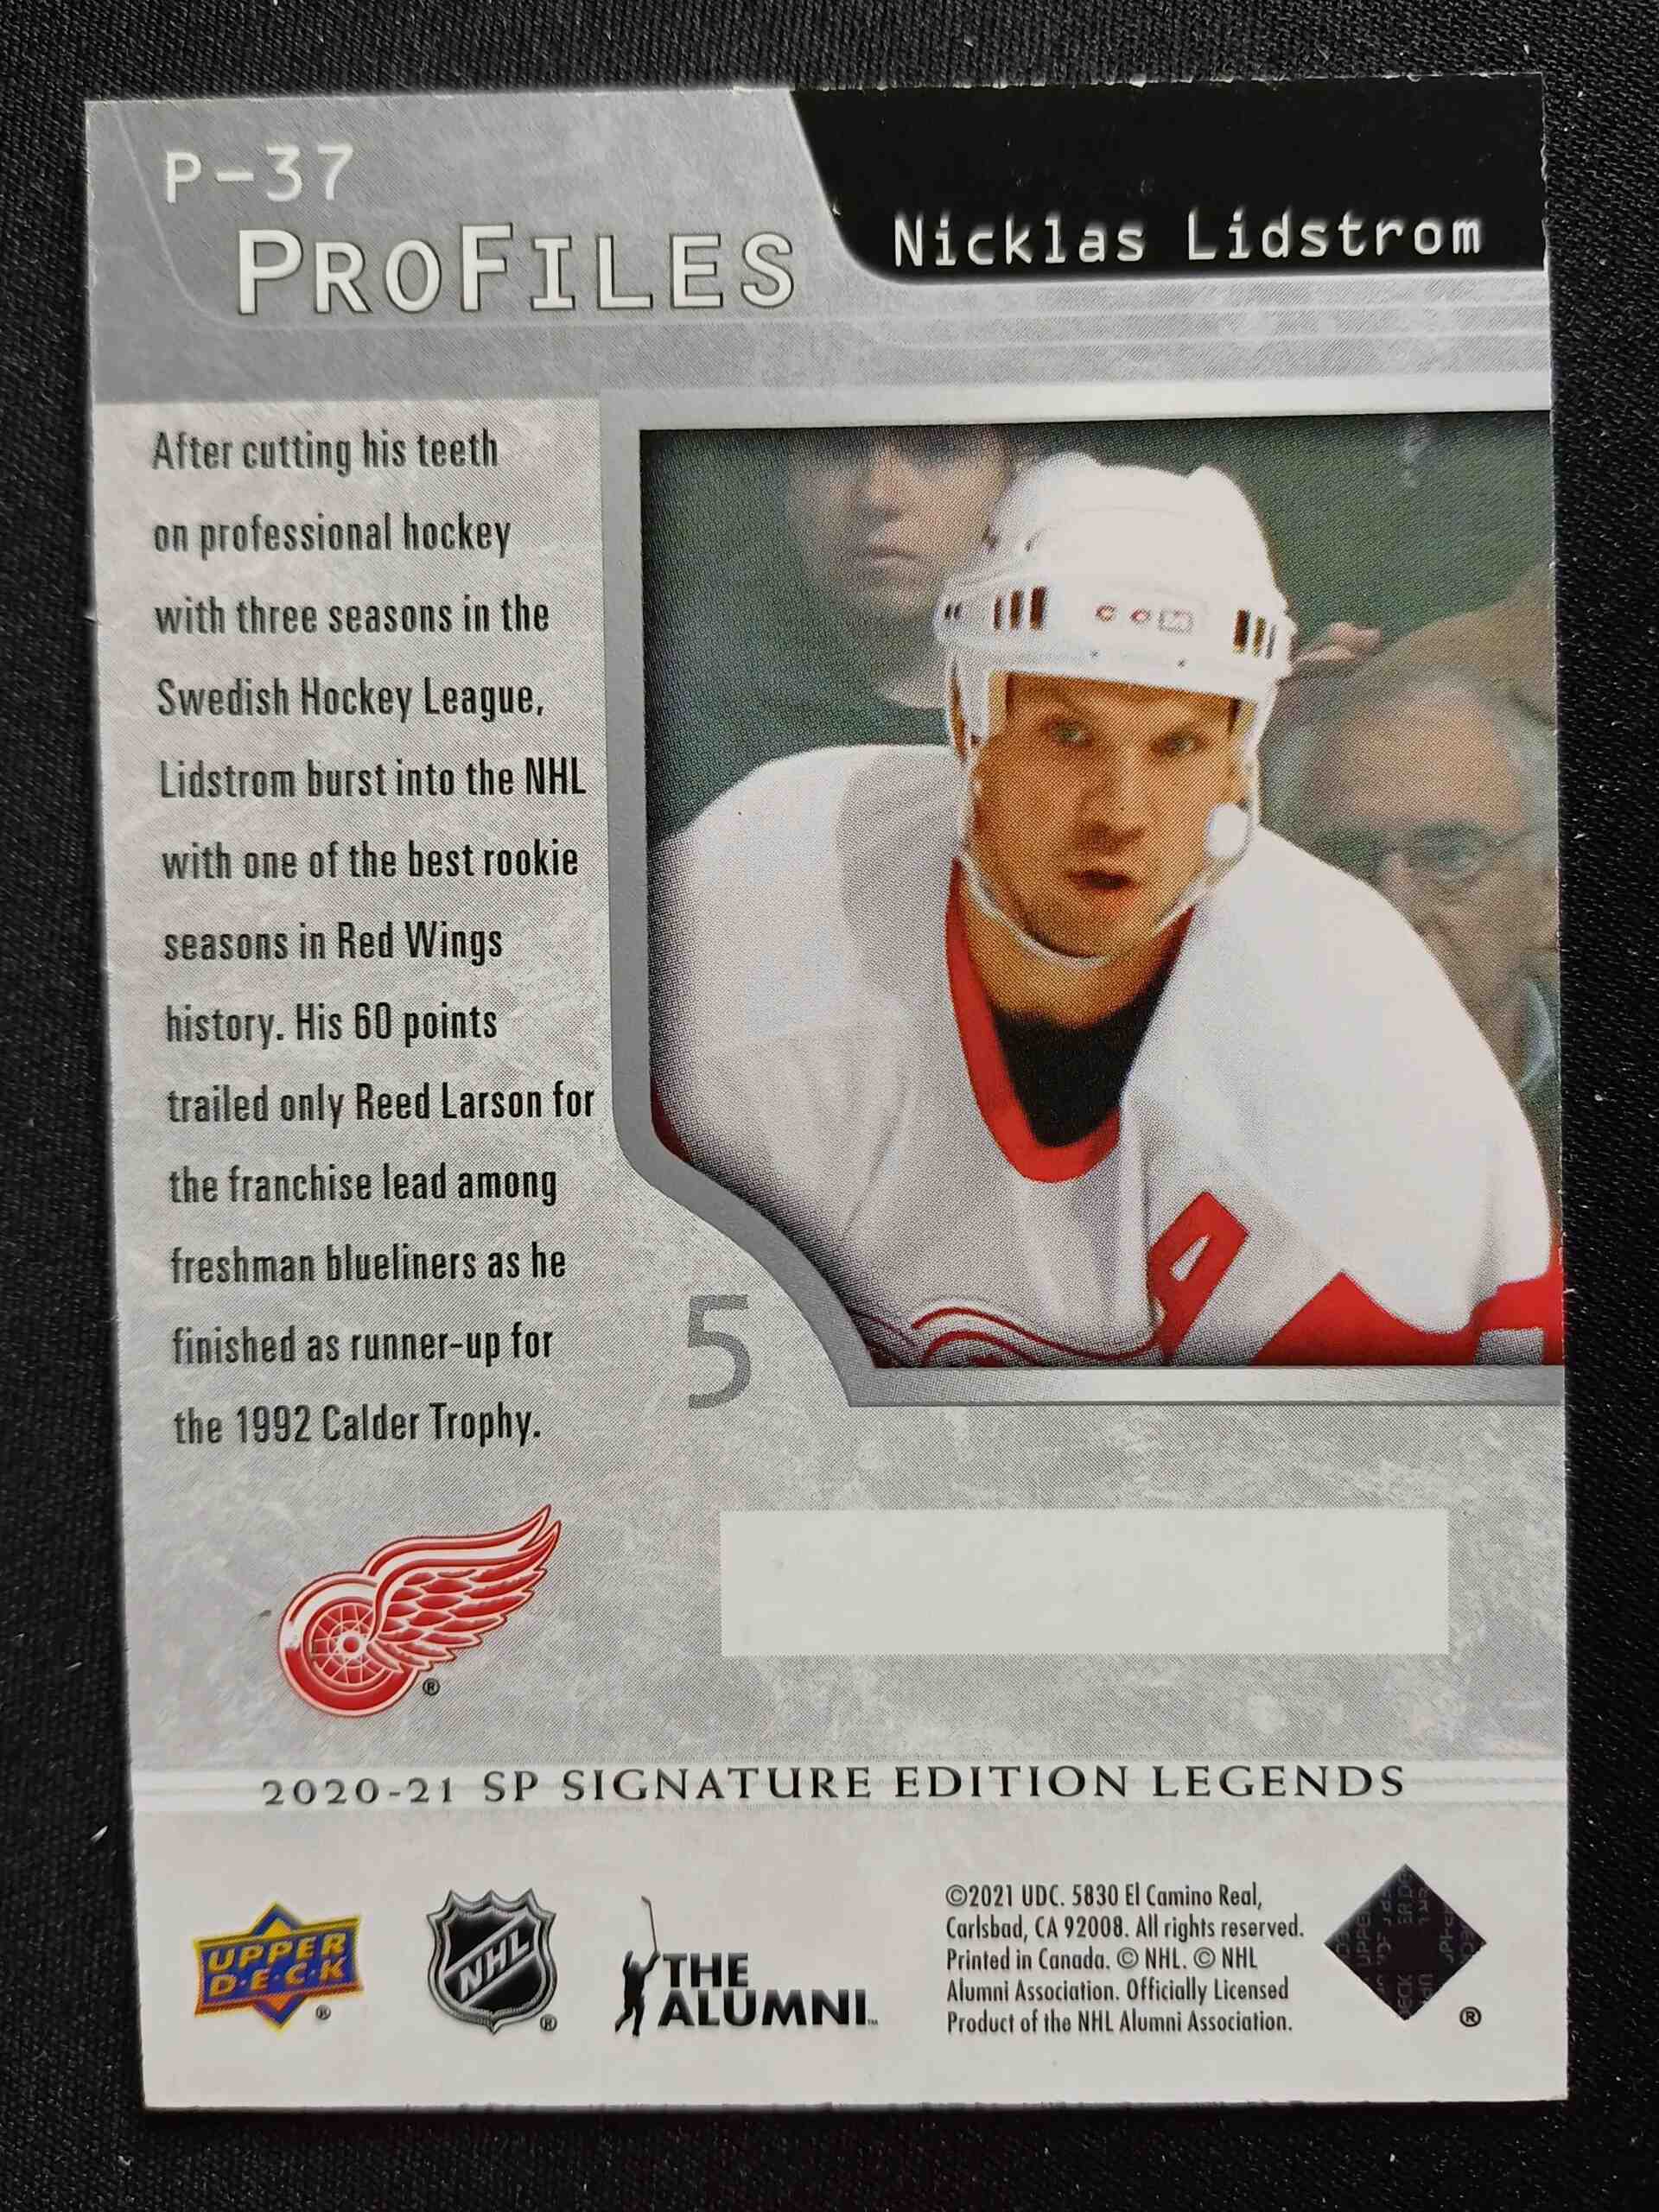 P-37
PROFILES
Nicklas Lidstrom
After cutting his teeth
on professional hockey
with three seasons in the
Swedish Hockey League,
Lidstrom burst into the NHL
with one of the best rookie
seasons in Red Wings
history. His 60 points
trailed only Reed Larson for
the franchise lead among
freshman blueliners as he
finished as runner-up for
the 1992 Calder Trophy.
CCM
A
5
®
2020-21 SP SIGNATURE EDITION LEGENDS
UPPER
D·E·C·K
®
NHL
®
THE
ALUMNI™
©2021 UDC. 5830 El Camino Real,
Carlsbad, CA 92008. All rights reserved.
Printed in Canada. © NHL. © NHL
Alumni Association. Officially Licensed
Product of the NHL Alumni Association.
®